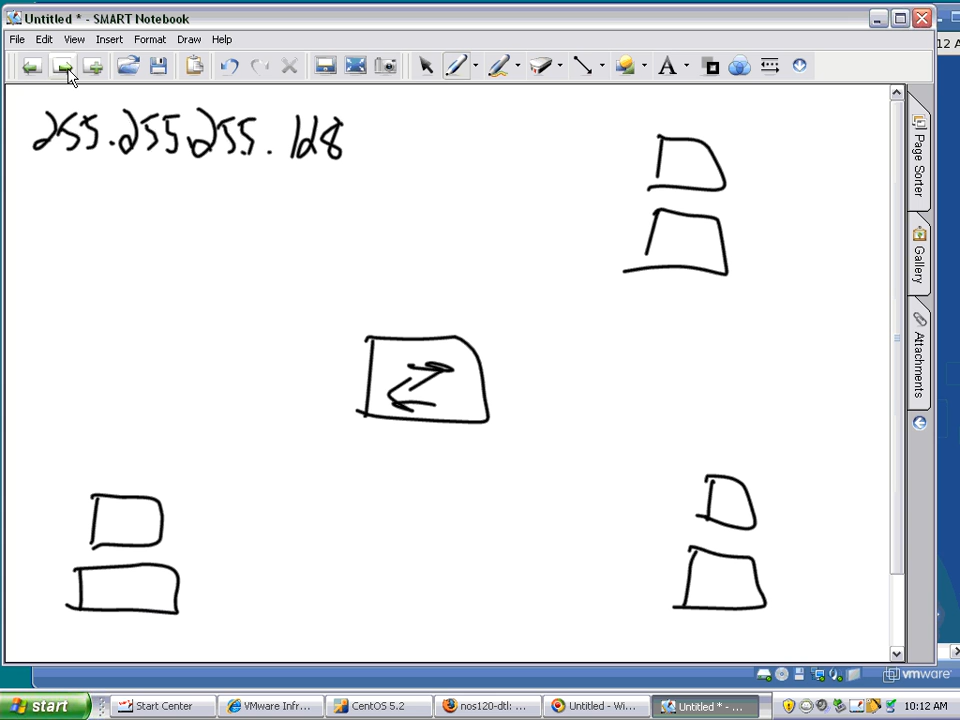 Untitled * - SMART Notebook
File Edit View Insert Format Draw Help
12 A
255.255.255.128
Page Sorter
Gallery
Attachments
vmware
start Start Center VMware Infr... CentOS 5.2 nos120-dtl: ... Untitled - Wi... Untitled * - ... 10:12 AM